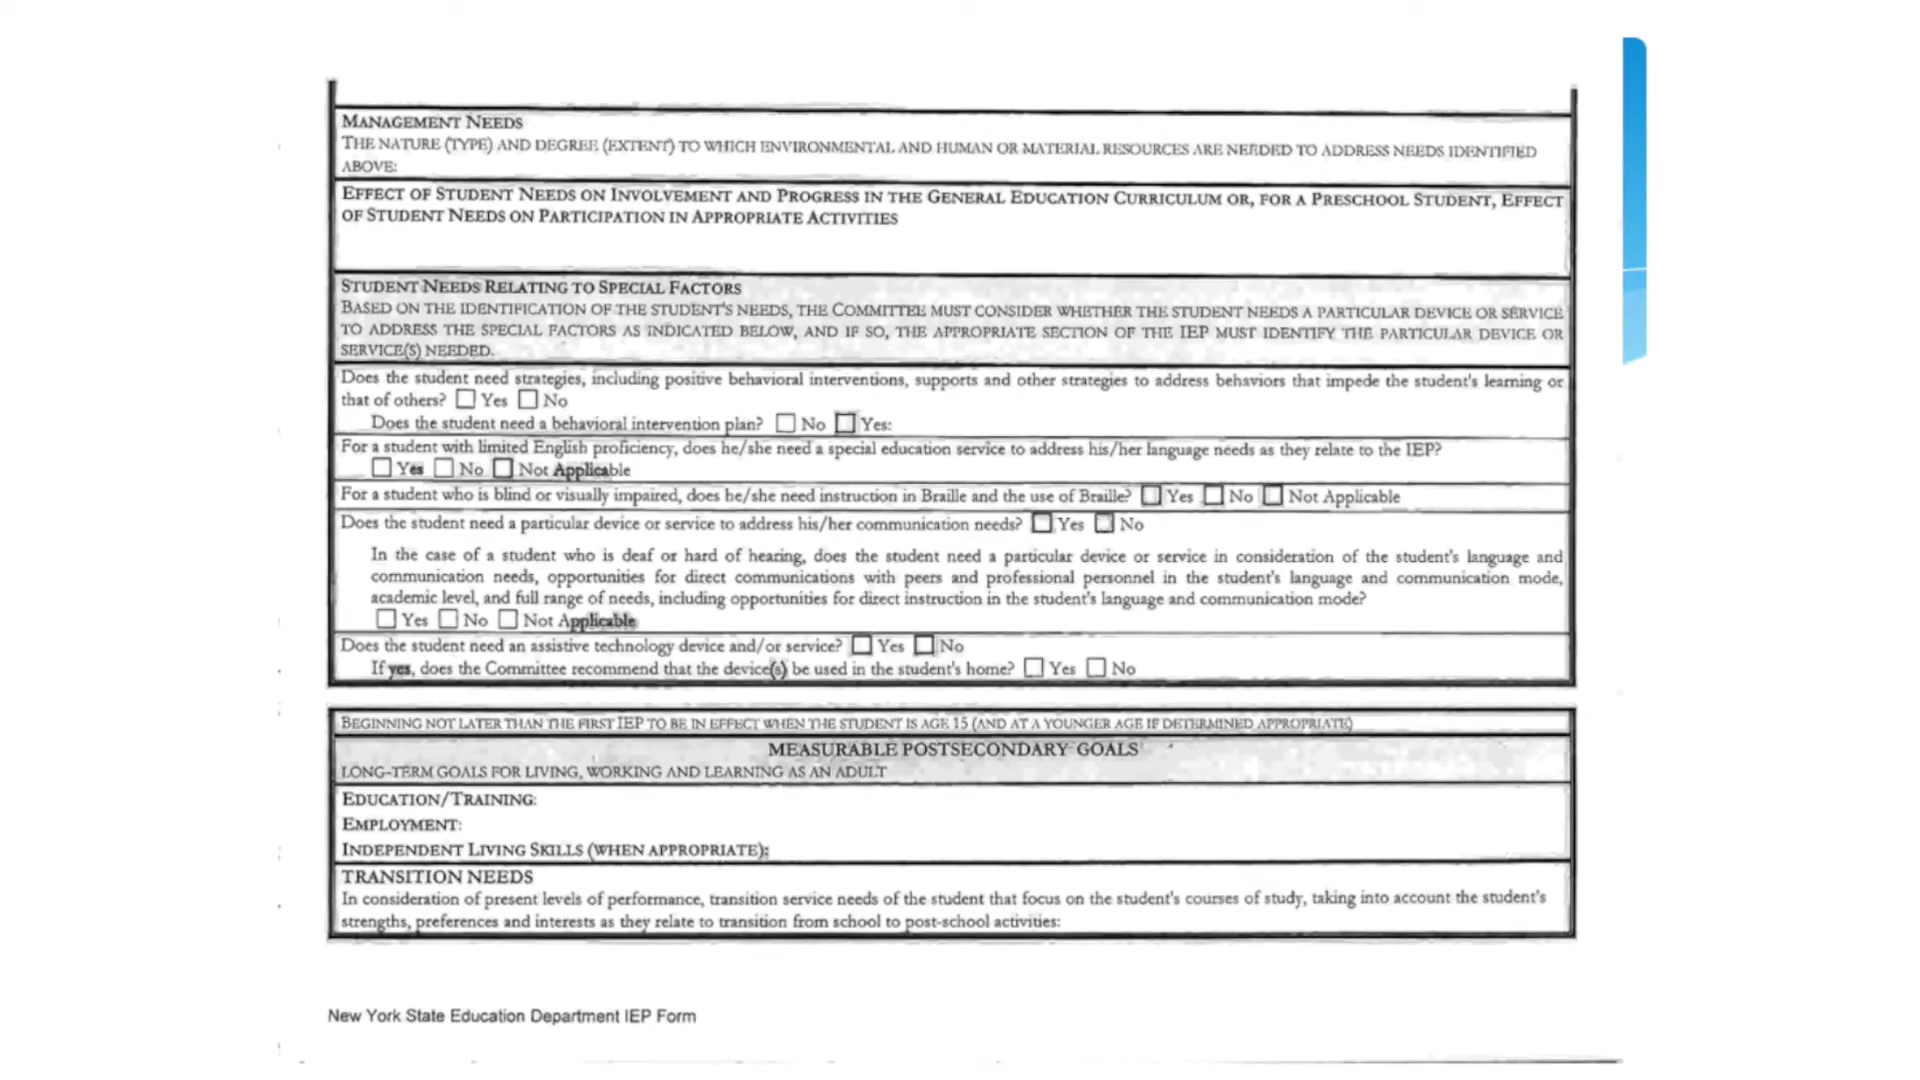 MANAGEMENT NEEDS
THE NATURE (TYPE) AND DEGREE (EXTENT) TO WHICH ENVIRONMENTAL AND HUMAN OR MATERIAL RESOURCES ARE NEEDED TO ADDRESS NEEDS IDENTIFIED
ABOVE:
EFFECT OF STUDENT NEEDS ON INVOLVEMENT AND PROGRESS IN THE GENERAL EDUCATION CURRICULUM OR, FOR A PRESCHOOL STUDENT, EFFECT
OF STUDENT NEEDS ON PARTICIPATION IN APPROPRIATE ACTIVITIES
STUDENT NEEDS RELATING TO SPECIAL FACTORS
BASED ON THE IDENTIFICATION OF THE STUDENT'S NEEDS, THE COMMITTEE MUST CONSIDER WHETHER THE STUDENT NEEDS A PARTICULAR DEVICE OR SERVICE
TO ADDRESS THE SPECIAL FACTORS AS INDICATED BELOW, AND IF SO, THE APPROPRIATE SECTION OF THE IEP MUST IDENTIFY THE PARTICULAR DEVICE OR
SERVICE(S) NEEDED.
Does the student need strategies, including positive behavioral interventions, supports and other strategies to address behaviors that impede the student's learning or
that of others? ☐ Yes ☐ No
Does the student need a behavioral intervention plan? ☐ No ☐ Yes:
For a student with limited English proficiency, does he/she need a special education service to address his/her language needs as they relate to the IEP?
☐ Yes ☐ No ☐ Not Applicable
For a student who is blind or visually impaired, does he/she need instruction in Braille and the use of Braille? ☐ Yes ☐ No ☐ Not Applicable
Does the student need a particular device or service to address his/her communication needs? ☐ Yes ☐ No
In the case of a student who is deaf or hard of hearing, does the student need a particular device or service in consideration of the student's language and
communication needs, opportunities for direct communications with peers and professional personnel in the student's language and communication mode,
academic level, and full range of needs, including opportunities for direct instruction in the student's language and communication mode?
☐ Yes ☐ No ☐ Not Applicable
Does the student need an assistive technology device and/or service? ☐ Yes ☐ No
If yes, does the Committee recommend that the device(s) be used in the student's home? ☐ Yes ☐ No
BEGINNING NOT LATER THAN THE FIRST IEP TO BE IN EFFECT WHEN THE STUDENT IS AGE 15 (AND AT A YOUNGER AGE IF DETERMINED APPROPRIATE)
MEASURABLE POSTSECONDARY GOALS
LONG-TERM GOALS FOR LIVING, WORKING AND LEARNING AS AN ADULT
EDUCATION/TRAINING:
EMPLOYMENT:
INDEPENDENT LIVING SKILLS (WHEN APPROPRIATE):
TRANSITION NEEDS
In consideration of present levels of performance, transition service needs of the student that focus on the student's courses of study, taking into account the student's
strengths, preferences and interests as they relate to transition from school to post-school activities:
New York State Education Department IEP Form